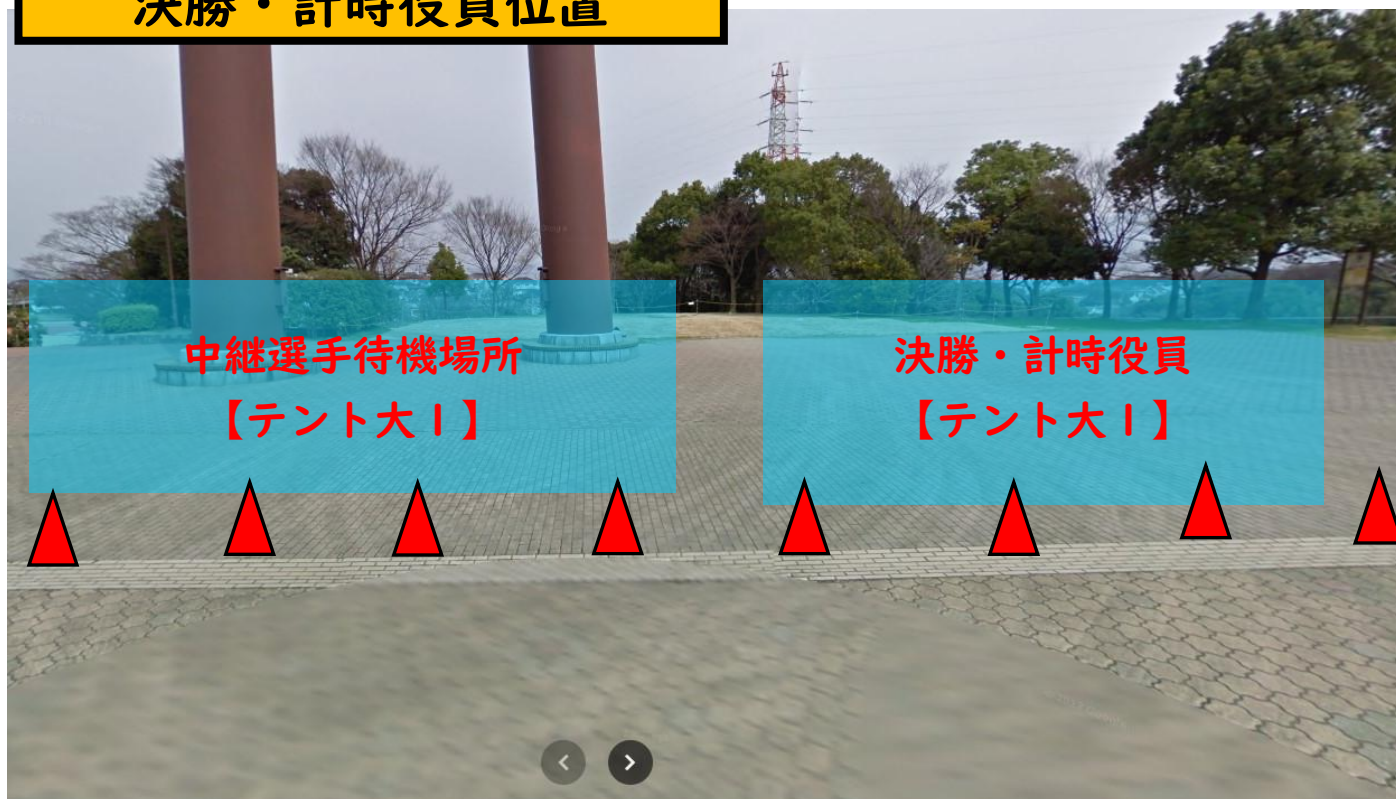 決勝・計時役員位置
中継選手待機場所
【テント大1】
決勝・計時役員
【テント大1】